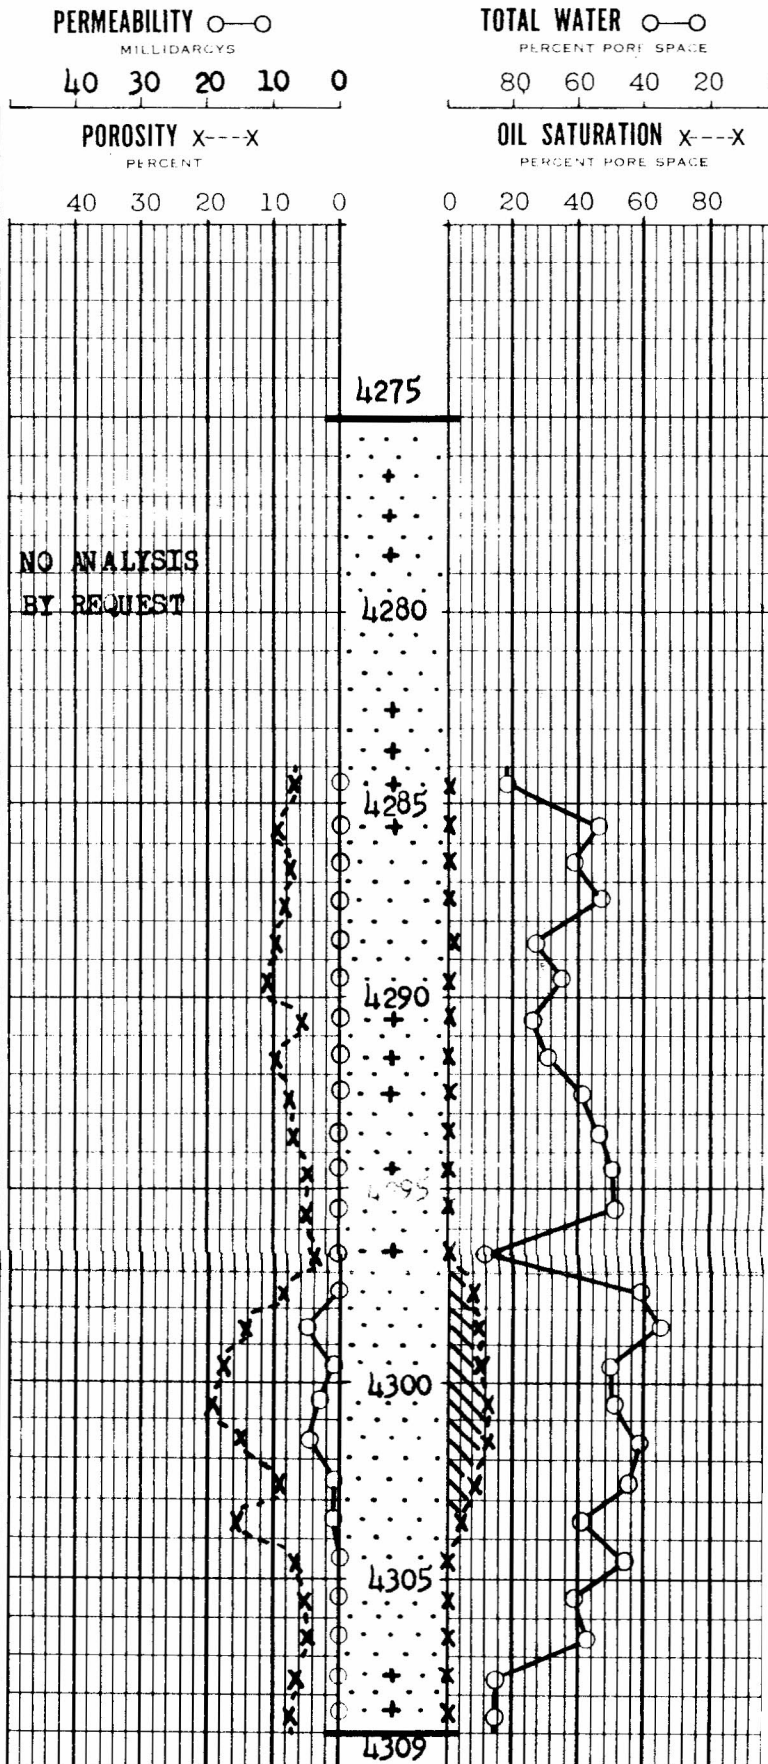 PERMEABILITY O—O
MILLIDARCYS
40 30 20 10 0
POROSITY X----X
PERCENT
40 30 20 10 0
TOTAL WATER O—O
PERCENT PORE SPACE
80 60 40 20
OIL SATURATION X----X
PERCENT PORE SPACE
0 20 40 60 80
4275
NO ANALYSIS
BY REQUEST
4280
4285
4290
4295
4300
4305
4309